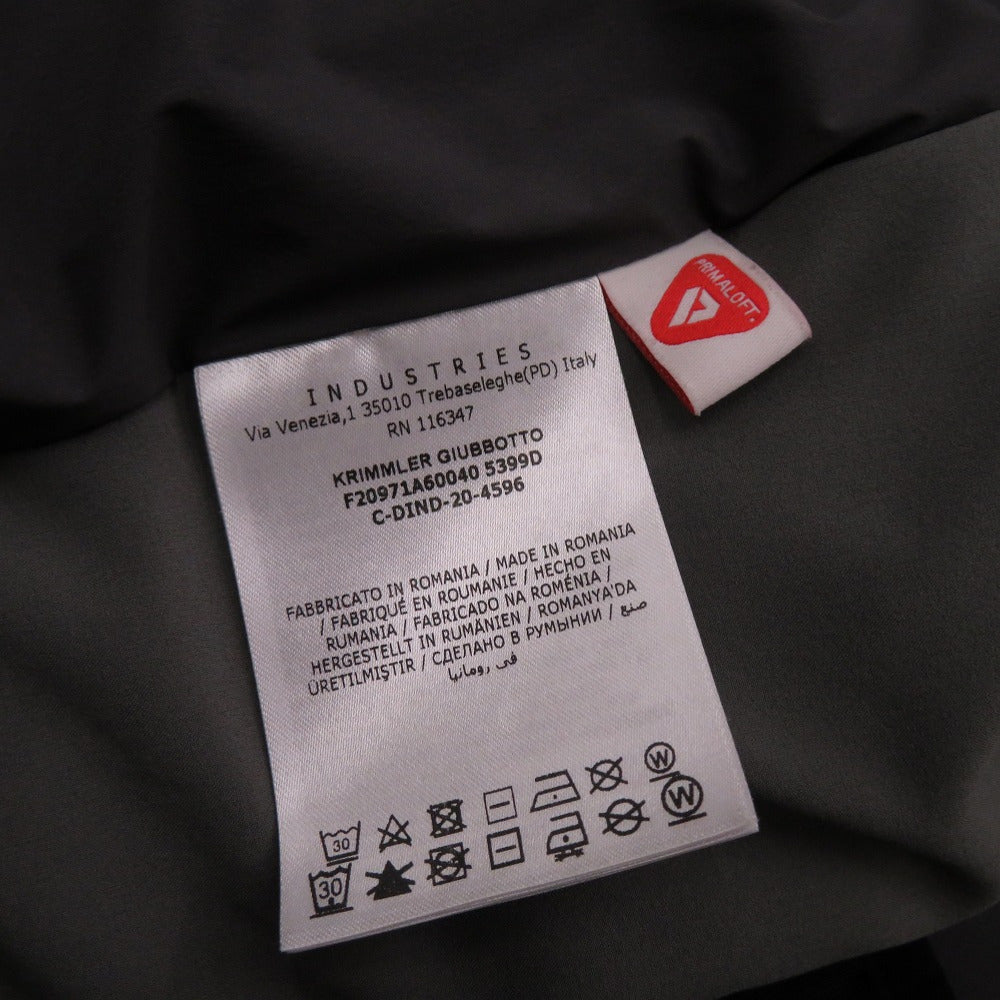 PRIMALOFT.
INDUSTRIES
Via Venezia,1 35010 Trebaseleghe(PD) Italy
RN 116347
KRIMMLER GIUBBOTTO
F20971A60040 5399D
C-DIND-20-4596
FABBRICATO IN ROMANIA / MADE IN ROMANIA
/ FABRIQUÉ EN ROUMANIE / HECHO EN
RUMANIA / FABRICADO NA ROMÉNIA /
HERGESTELLT IN RUMÄNIEN / ROMANYA'DA
ÜRETILMIŞTIR / СДЕЛАНО В РУМЫНИИ / صنع
في رومانيا
30 W
30 W